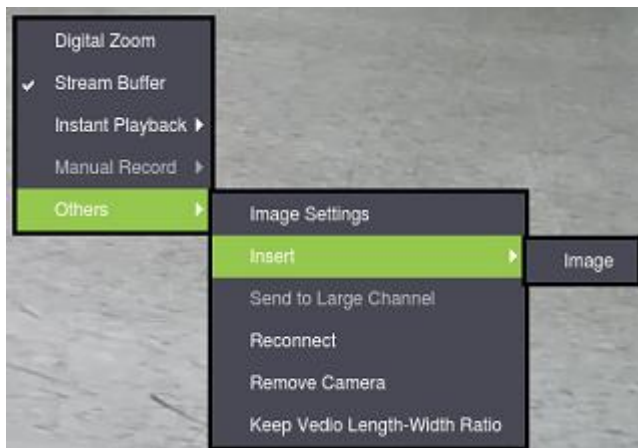 Digital Zoom
Stream Buffer
Instant Playback
Manual Record
Others
Image Settings
Insert
Image
Send to Large Channel
Reconnect
Remove Camera
Keep Vedio Length-Width Ratio